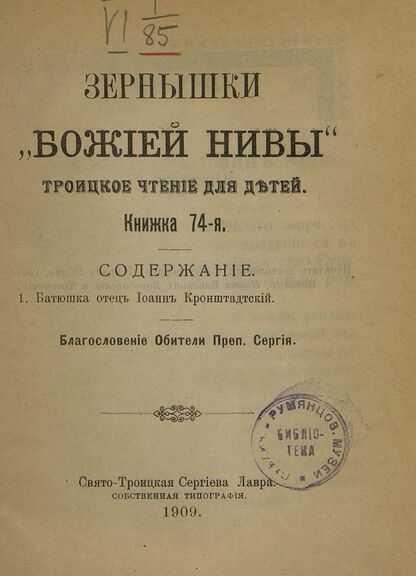 VI 1/85
ЗЕРНЫШКИ
„БОЖІЕЙ НИВЫ“
ТРОИЦКОЕ ЧТЕНІЕ ДЛЯ ДѢТЕЙ.
Книжка 74-я.
СОДЕРЖАНІЕ.
1. Батюшка отецъ Іоаннъ Кронштадтскій.
Благословеніе Обители Преп. Сергія.
РУМЯНЦОВ. МУЗЕЙ
БИБЛІО-
ТЕКА
Свято-Троицкая Сергіева Лавра.
СОБСТВЕННАЯ ТИПОГРАФІЯ.
1909.